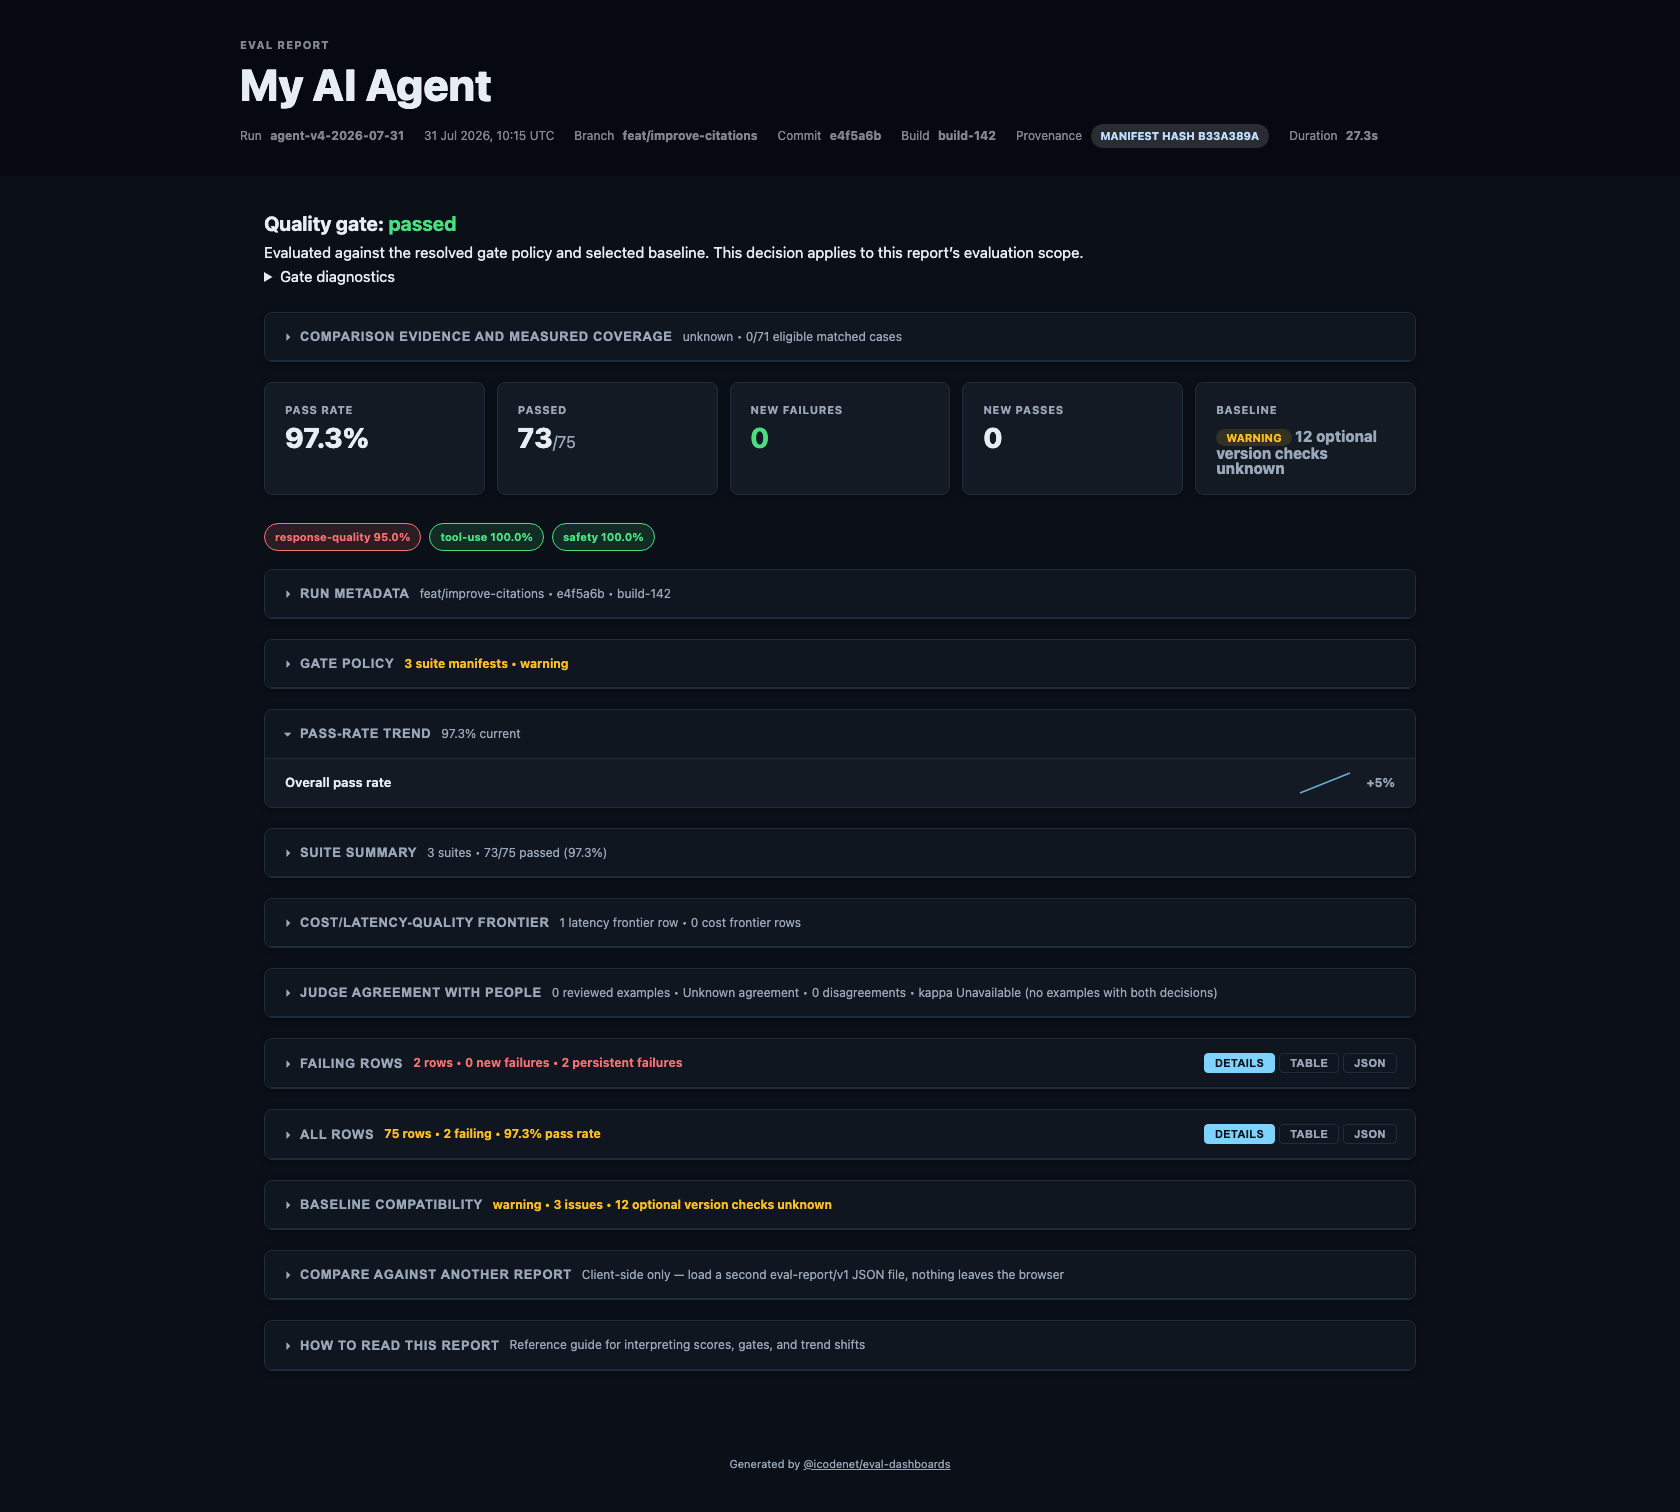 EVAL REPORT
My AI Agent
Run agent-v4-2026-07-31 31 Jul 2026, 10:15 UTC Branch feat/improve-citations Commit e4f5a6b Build build-142 Provenance MANIFEST HASH B33A389A Duration 27.3s
Quality gate: passed
Evaluated against the resolved gate policy and selected baseline. This decision applies to this report's evaluation scope.
Gate diagnostics
COMPARISON EVIDENCE AND MEASURED COVERAGE unknown • 0/71 eligible matched cases
PASS RATE
97.3%
PASSED
73/75
NEW FAILURES
0
NEW PASSES
0
BASELINE
WARNING 12 optional
version checks
unknown
response-quality 95.0% tool-use 100.0% safety 100.0%
RUN METADATA feat/improve-citations • e4f5a6b • build-142
GATE POLICY 3 suite manifests • warning
PASS-RATE TREND 97.3% current
Overall pass rate +5%
SUITE SUMMARY 3 suites • 73/75 passed (97.3%)
COST/LATENCY-QUALITY FRONTIER 1 latency frontier row • 0 cost frontier rows
JUDGE AGREEMENT WITH PEOPLE 0 reviewed examples • Unknown agreement • 0 disagreements • kappa Unavailable (no examples with both decisions)
FAILING ROWS 2 rows • 0 new failures • 2 persistent failures DETAILS TABLE JSON
ALL ROWS 75 rows • 2 failing • 97.3% pass rate DETAILS TABLE JSON
BASELINE COMPATIBILITY warning • 3 issues • 12 optional version checks unknown
COMPARE AGAINST ANOTHER REPORT Client-side only — load a second eval-report/v1 JSON file, nothing leaves the browser
HOW TO READ THIS REPORT Reference guide for interpreting scores, gates, and trend shifts
Generated by @icodenet/eval-dashboards